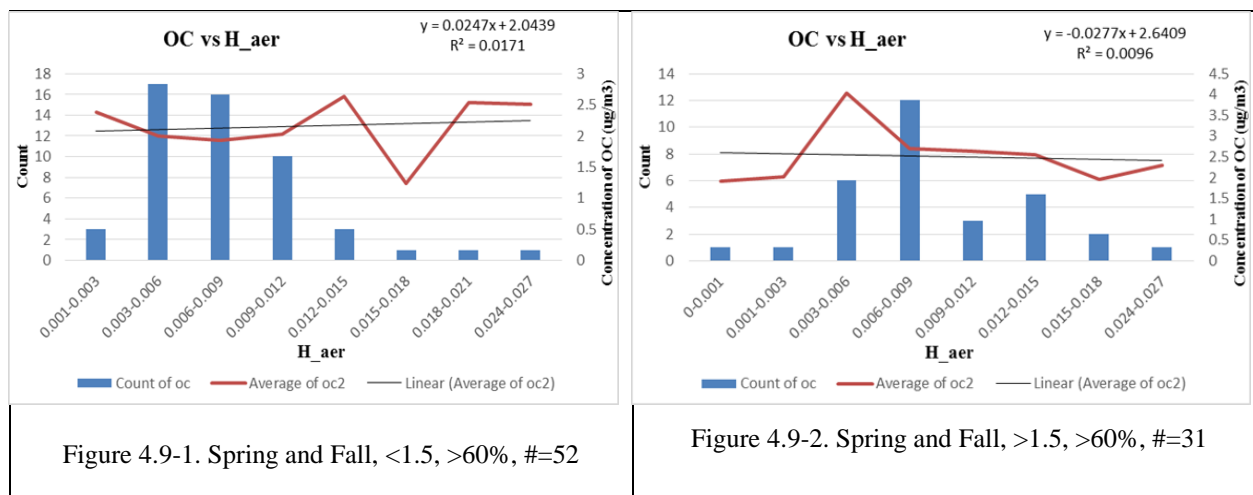 OC vs H_aer
y = 0.0247x + 2.0439
R² = 0.0171
18
16
14
12
10
8
6
4
2
0
Count
3
2.5
2
1.5
1
0.5
0
Concentration of OC (ug/m3)
0.001-0.003
0.003-0.006
0.006-0.009
0.009-0.012
0.012-0.015
0.015-0.018
0.018-0.021
0.024-0.027
H_aer
Count of oc
Average of oc2
Linear (Average of oc2)
Figure 4.9-1. Spring and Fall, <1.5, >60%, #=52
OC vs H_aer
y = -0.0277x + 2.6409
R² = 0.0096
14
12
10
8
6
4
2
0
Count
4.5
4
3.5
3
2.5
2
1.5
1
0.5
0
Concentration of OC (ug/m3)
0-0.001
0.001-0.003
0.003-0.006
0.006-0.009
0.009-0.012
0.012-0.015
0.015-0.018
0.024-0.027
H_aer
Count of oc
Average of oc2
Linear (Average of oc2)
Figure 4.9-2. Spring and Fall, >1.5, >60%, #=31